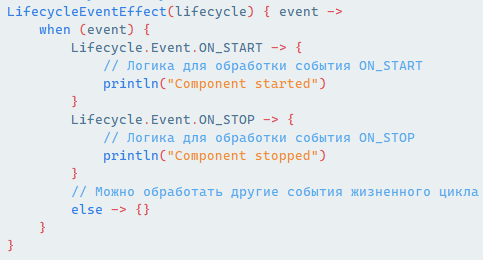 LifecycleEventEffect(lifecycle) { event ->
    when (event) {
        Lifecycle.Event.ON_START -> {
            // Логика для обработки события ON_START
            println("Component started")
        }
        Lifecycle.Event.ON_STOP -> {
            // Логика для обработки события ON_STOP
            println("Component stopped")
        }
        // Можно обработать другие события жизненного цикла
        else -> {}
    }
}